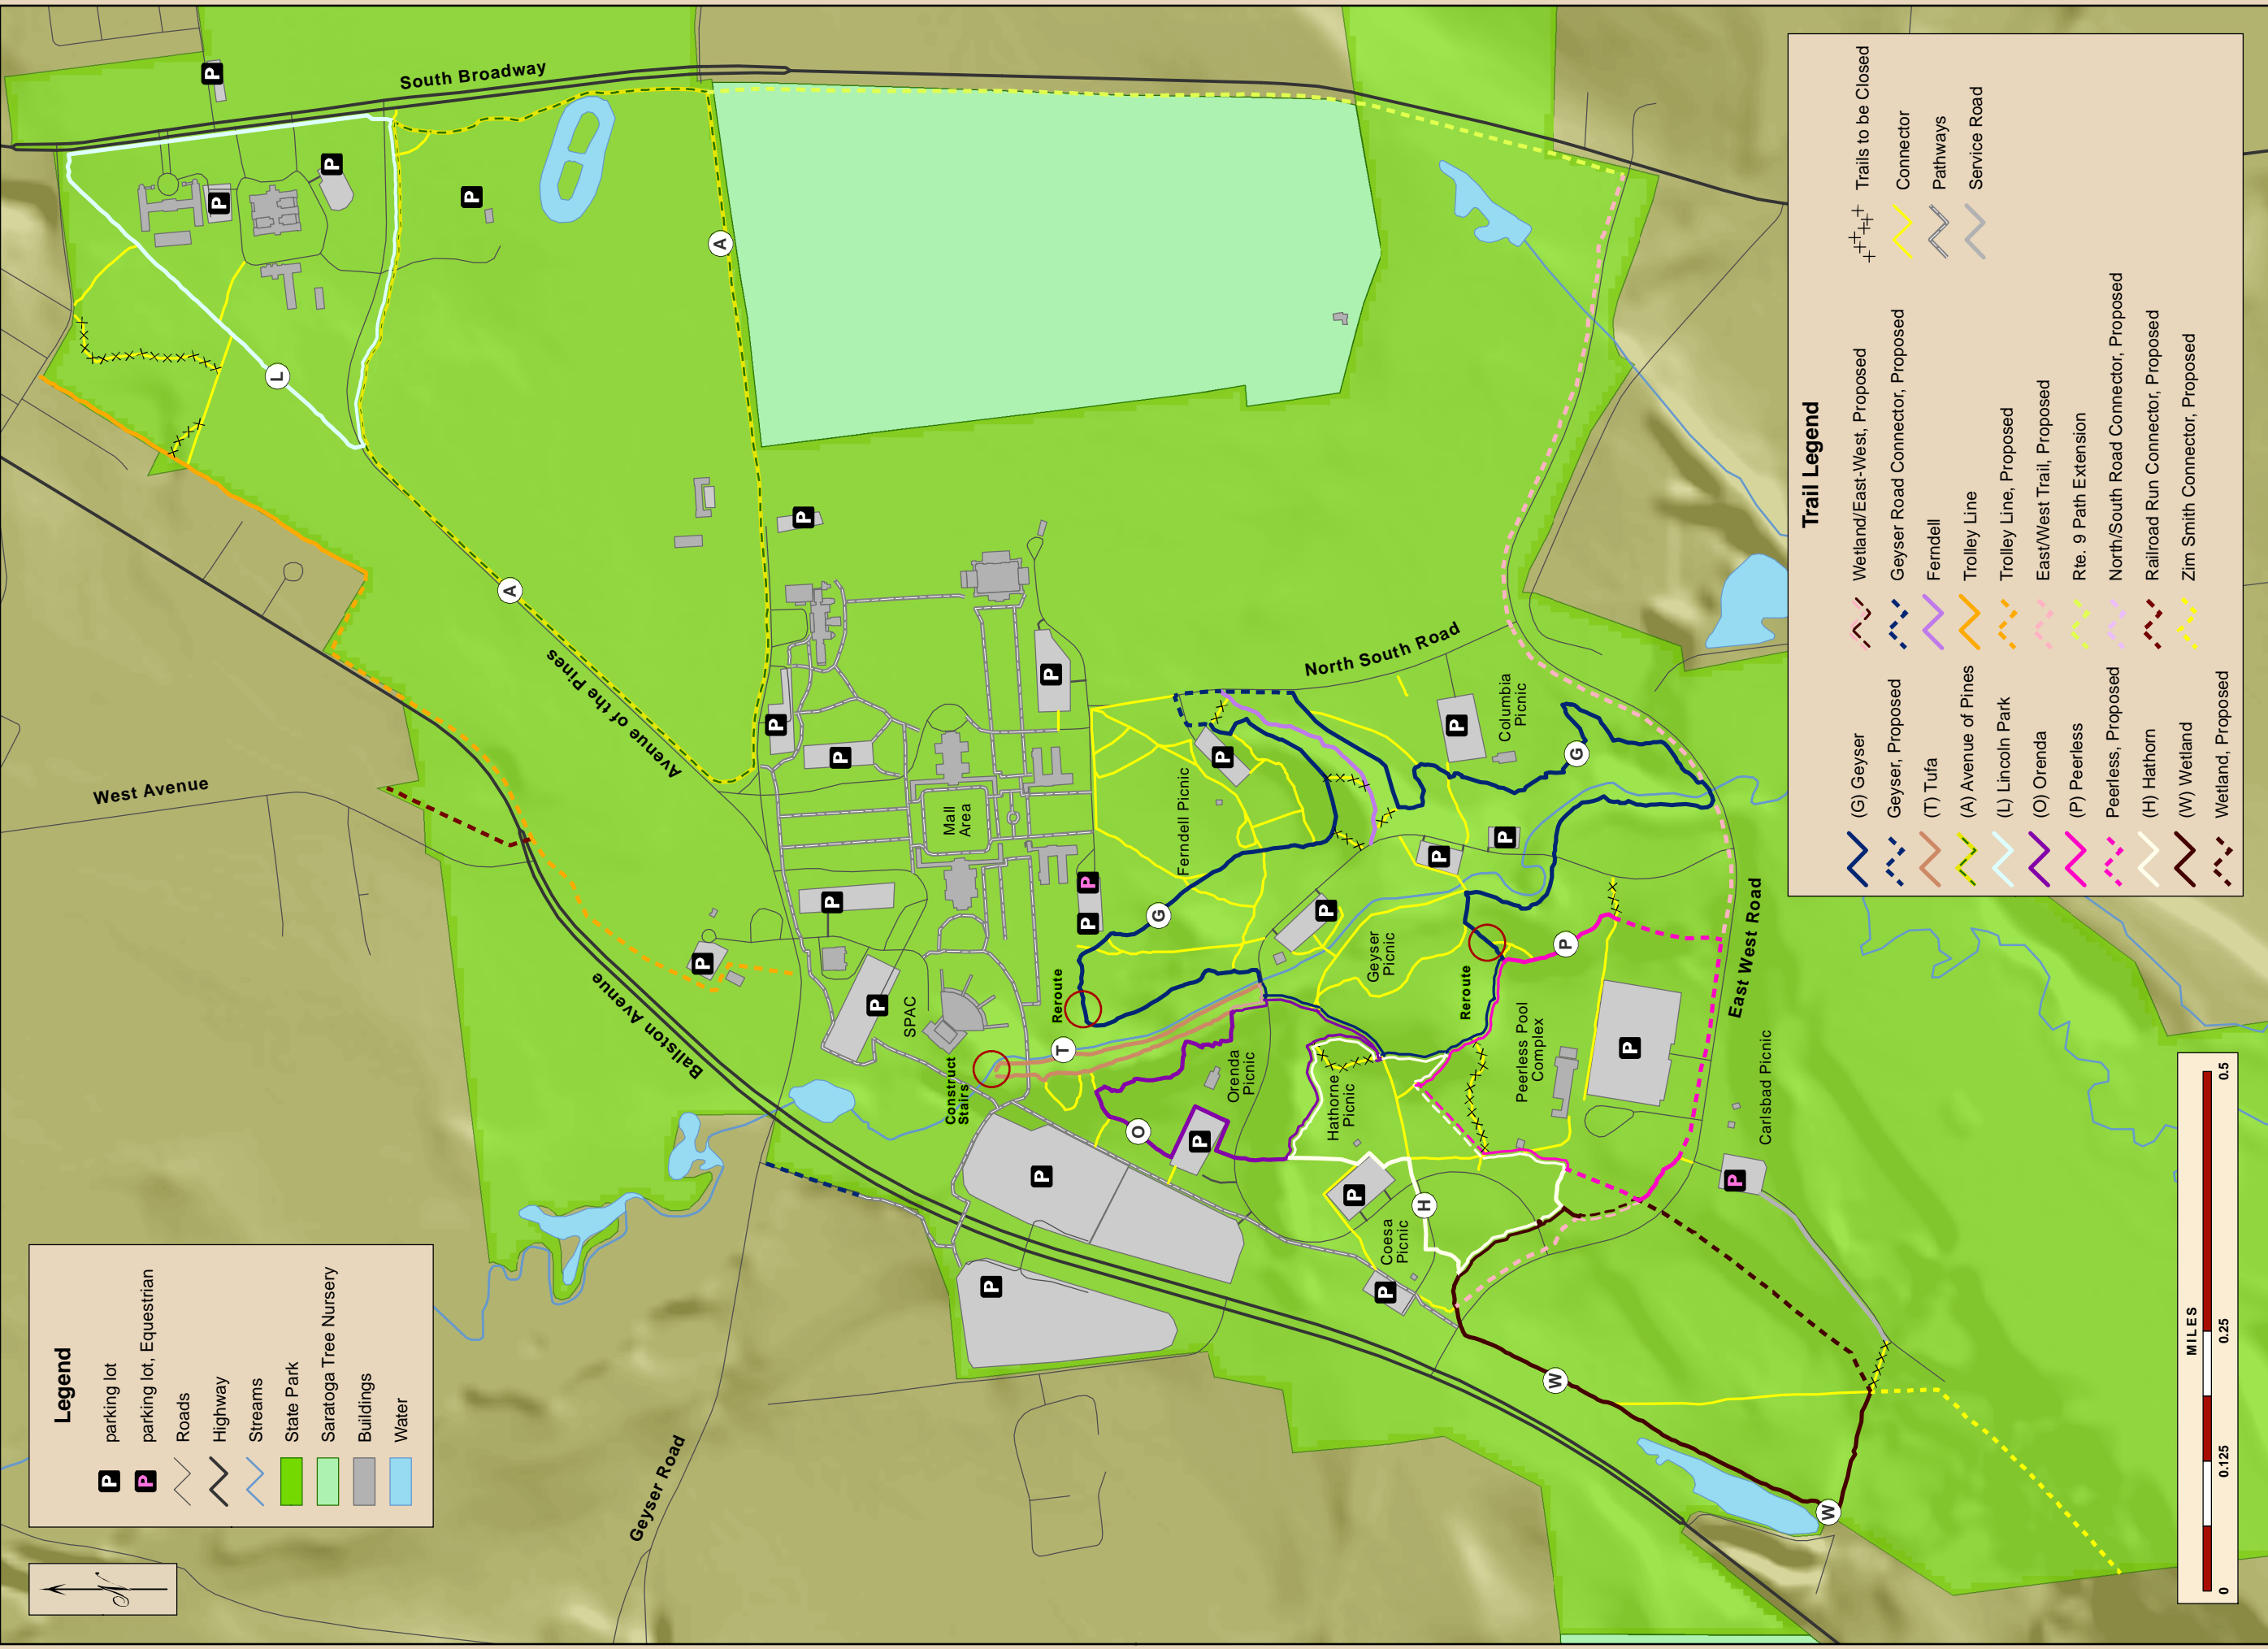 South Broadway
P
P
P
P
L
A
A
Avenue of the Pines
West Avenue
Ballston Avenue
Geyser Road
North South Road
East West Road
P
P
P
P
P
P
SPAC
Mall
Area
P
P
P
Reroute
Construct
Stairs
T
G
Ferndell Picnic
P
P
P
P
P
Columbia
Picnic
G
Geyser
Picnic
Reroute
P
Peerless Pool
Complex
P
Orenda
Picnic
O
P
Hathorne
Picnic
P
H
Coesa
Picnic
P
P
P
Carlsbad Picnic
P
W
W
Legend
P parking lot
P parking lot, Equestrian
Roads
Highway
Streams
State Park
Saratoga Tree Nursery
Buildings
Water
Trail Legend
(G) Geyser
Geyser, Proposed
(T) Tufa
(A) Avenue of Pines
(L) Lincoln Park
(O) Orenda
(P) Peerless
Peerless, Proposed
(H) Hathorn
(W) Wetland
Wetland, Proposed
Wetland/East-West, Proposed
Geyser Road Connector, Proposed
Ferndell
Trolley Line
Trolley Line, Proposed
East/West Trail, Proposed
Rte. 9 Path Extension
North/South Road Connector, Proposed
Railroad Run Connector, Proposed
Zim Smith Connector, Proposed
Trails to be Closed
Connector
Pathways
Service Road
MILES
0 0.125 0.25 0.5